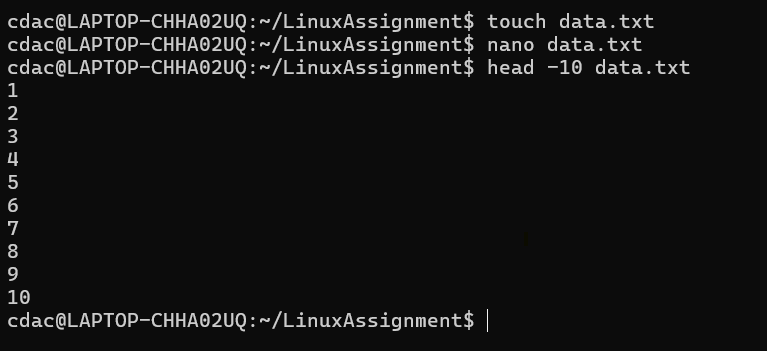 cdac@LAPTOP-CHHA02UQ:~/LinuxAssignment$ touch data.txt
cdac@LAPTOP-CHHA02UQ:~/LinuxAssignment$ nano data.txt
cdac@LAPTOP-CHHA02UQ:~/LinuxAssignment$ head -10 data.txt
1
2
3
4
5
6
7
8
9
10
cdac@LAPTOP-CHHA02UQ:~/LinuxAssignment$